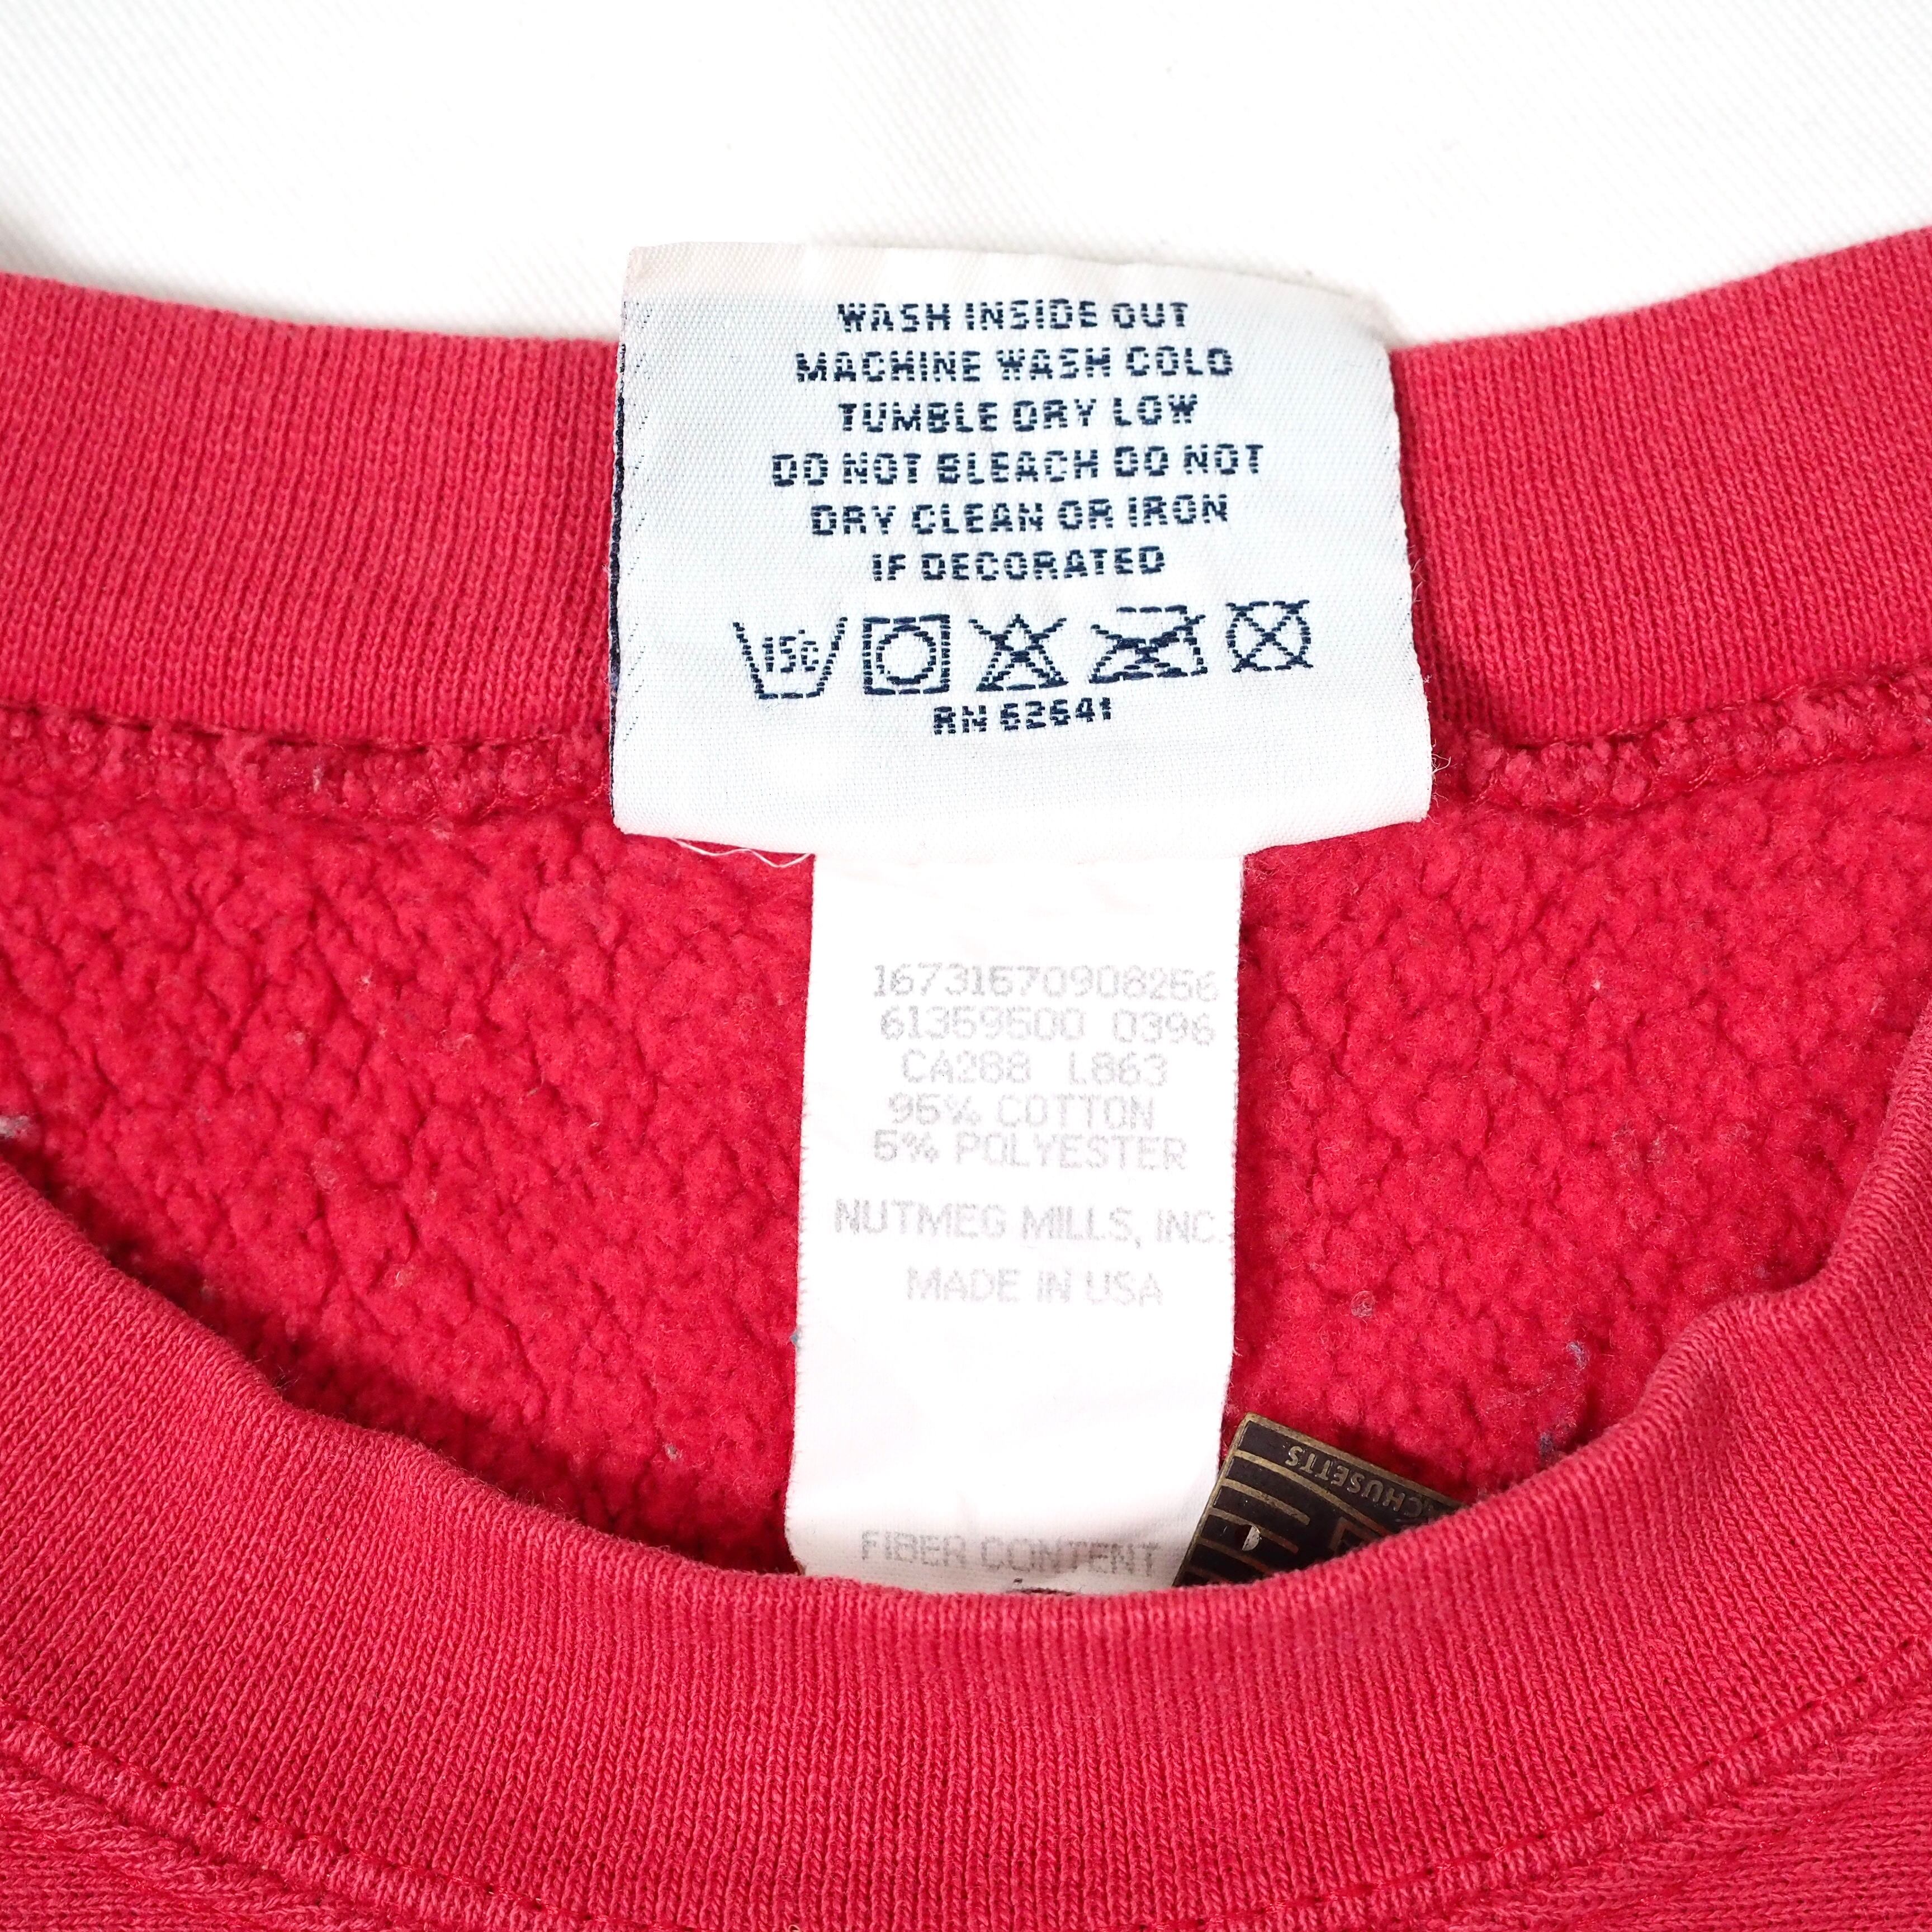 WASH INSIDE OUT
MACHINE WASH COLD
TUMBLE DRY LOW
DO NOT BLEACH DO NOT
DRY CLEAN OR IRON
IF DECORATED
15C
RN 62641
16731670908256
61359500 0396
CA288 L863
95% COTTON
5% POLYESTER
NUTMEG MILLS, INC.
MADE IN USA
FIBER CONTENT
CHUSETTS